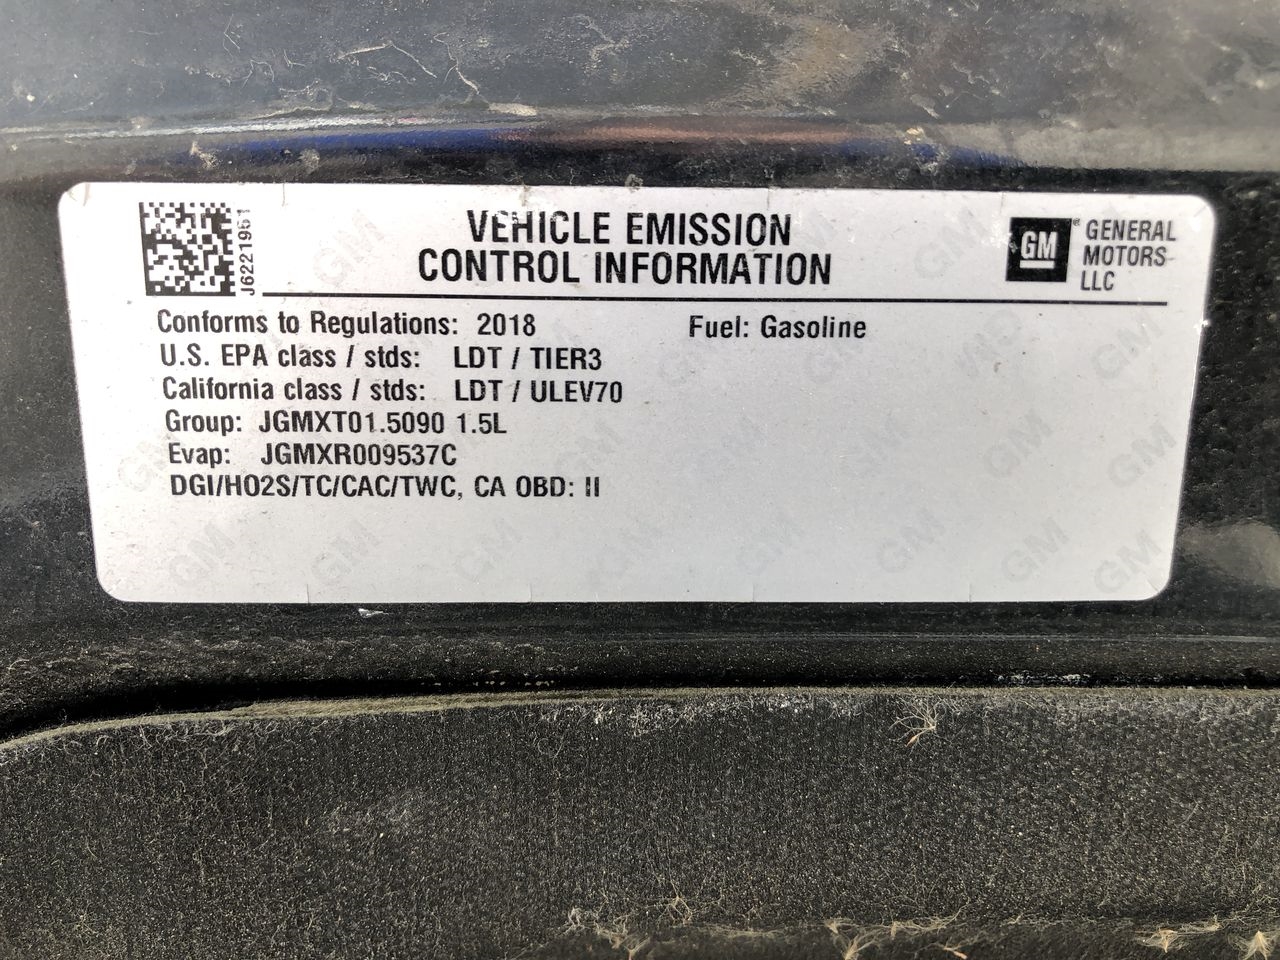 J6221951
VEHICLE EMISSION
CONTROL INFORMATION
GM® GENERAL
MOTORS
LLC
Conforms to Regulations: 2018 Fuel: Gasoline
U.S. EPA class / stds: LDT / TIER3
California class / stds: LDT / ULEV70
Group: JGMXT01.5090 1.5L
Evap: JGMXR009537C
DGI/HO2S/TC/CAC/TWC, CA OBD: II